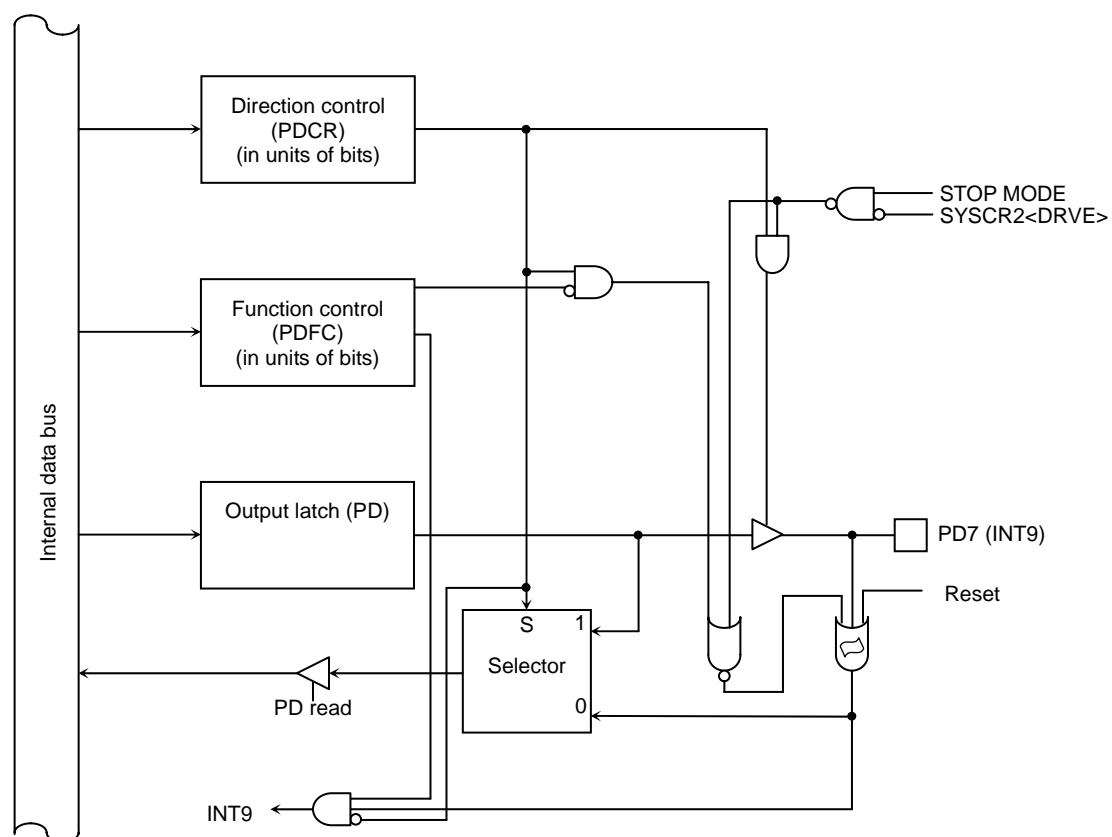 Direction control
(PDCR)
(in units of bits)
STOP MODE
SYSCR2<DRVE>
Function control
(PDFC)
(in units of bits)
Internal data bus
Output latch (PD)
PD7 (INT9)
Reset
S
1
Selector
0
PD read
INT9